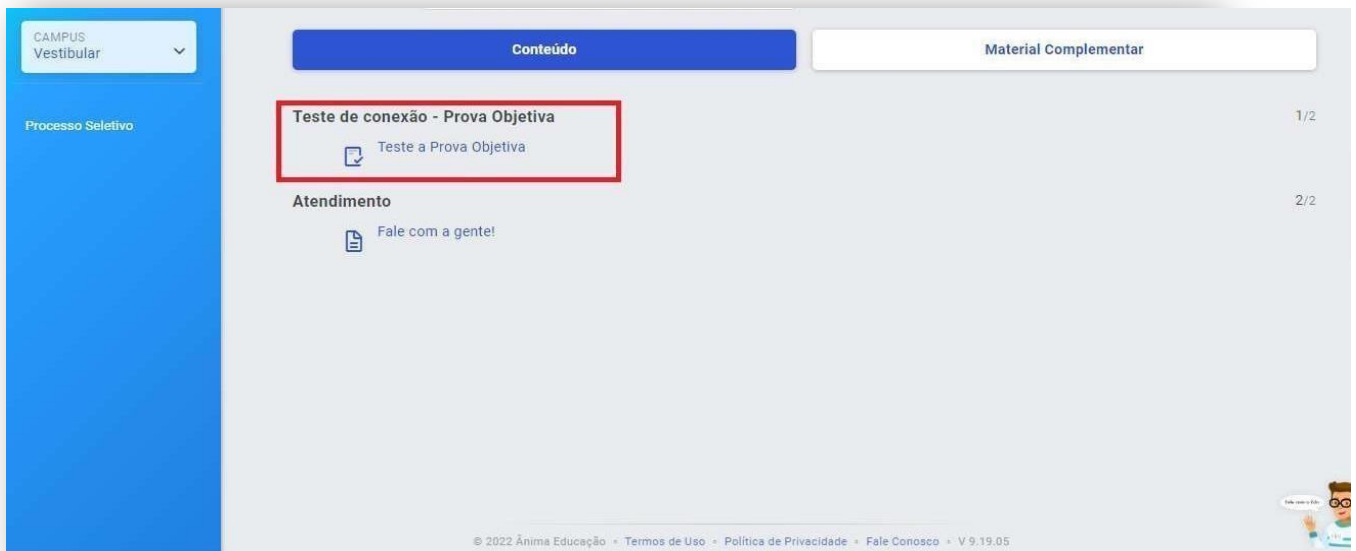 CAMPUS
Vestibular
Processo Seletivo
Conteúdo
Material Complementar
Teste de conexão - Prova Objetiva
1/2
Teste a Prova Objetiva
Atendimento
2/2
Fale com a gente!
© 2022 Ânima Educação • Termos de Uso • Política de Privacidade • Fale Conosco • V 9.19.05